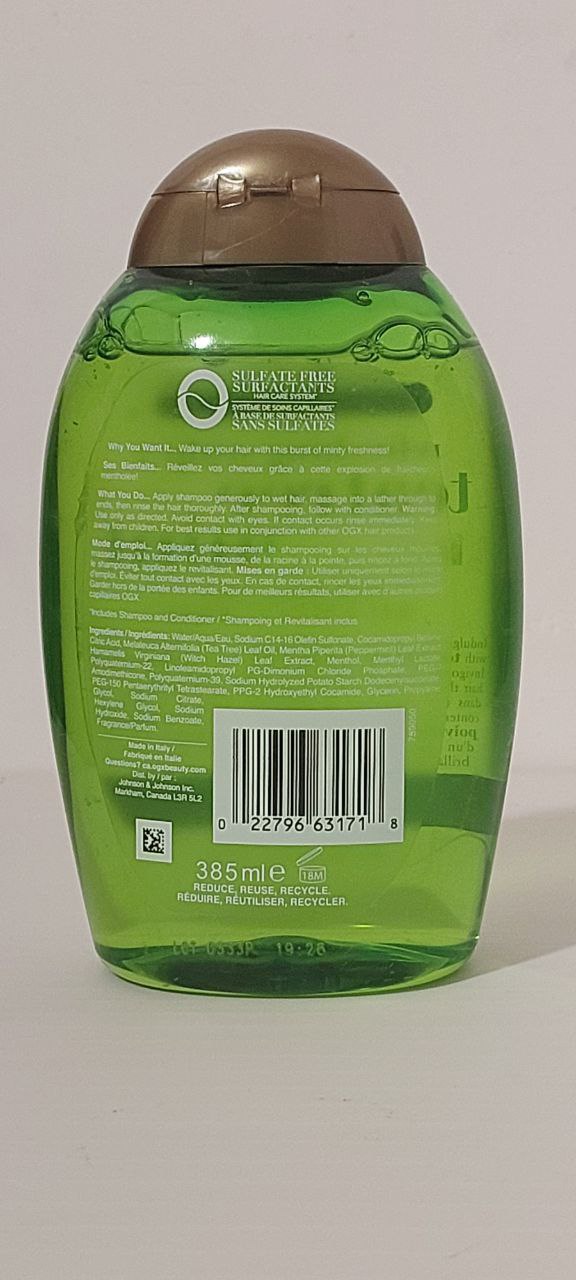 SULFATE FREE
SURFACTANTS
HAIR CARE SYSTEM*
SYSTÈME DE SOINS CAPILLAIRES*
À BASE DE SURFACTANTS
SANS SULFATES
Why You Want It... Wake up your hair with this burst of minty freshness!
Ses Bienfaits... Réveillez vos cheveux grâce à cette explosion de fraîcheur
mentholée!
What You Do... Apply shampoo generously to wet hair, massage into a lather through to
ends, then rinse the hair thoroughly. After shampooing, follow with conditioner. Warning:
Use only as directed. Avoid contact with eyes. If contact occurs rinse immediately. Keep
away from children. For best results use in conjunction with other OGX hair products.
Mode d'emploi... Appliquez généreusement le shampooing sur les cheveux mouillés,
massez jusqu'à la formation d'une mousse, de la racine à la pointe, puis rincez à fond. Après
le shampooing, appliquez le revitalisant. Mises en garde : Utiliser uniquement selon le mode
d'emploi. Éviter tout contact avec les yeux. En cas de contact, rincer les yeux immédiatement.
Garder hors de la portée des enfants. Pour de meilleurs résultats, utiliser avec d'autres produits
capillaires OGX.
*Includes Shampoo and Conditioner / *Shampoing et Revitalisant inclus
Ingredients / Ingrédients: Water/Aqua/Eau, Sodium C14-16 Olefin Sulfonate, Cocamidopropyl Betaine,
Citric Acid, Melaleuca Alternifolia (Tea Tree) Leaf Oil, Mentha Piperita (Peppermint) Leaf Extract,
Hamamelis Virginiana (Witch Hazel) Leaf Extract, Menthol, Menthyl Lactate,
Polyquaternium-22, Linoleamidopropyl PG-Dimonium Chloride Phosphate,
Amodimethicone, Polyquaternium-39, Sodium Hydrolyzed Potato Starch Dodecenylsuccinate,
PEG-150 Pentaerythrityl Tetrastearate, PPG-2 Hydroxyethyl Cocamide, Glycerin, Propylene
Glycol, Sodium Citrate,
Hexylene Glycol, Sodium
Hydroxide, Sodium Benzoate,
Fragrance/Parfum.
Made in Italy /
Fabriqué en Italie
Questions? ca.ogxbeauty.com
Dist. by / par :
Johnson & Johnson Inc.
Markham, Canada L3R 5L2
759050
0 22796 63171 8
385ml e
18M
REDUCE, REUSE, RECYCLE.
RÉDUIRE, RÉUTILISER, RECYCLER.
LOT 0333R 19:26